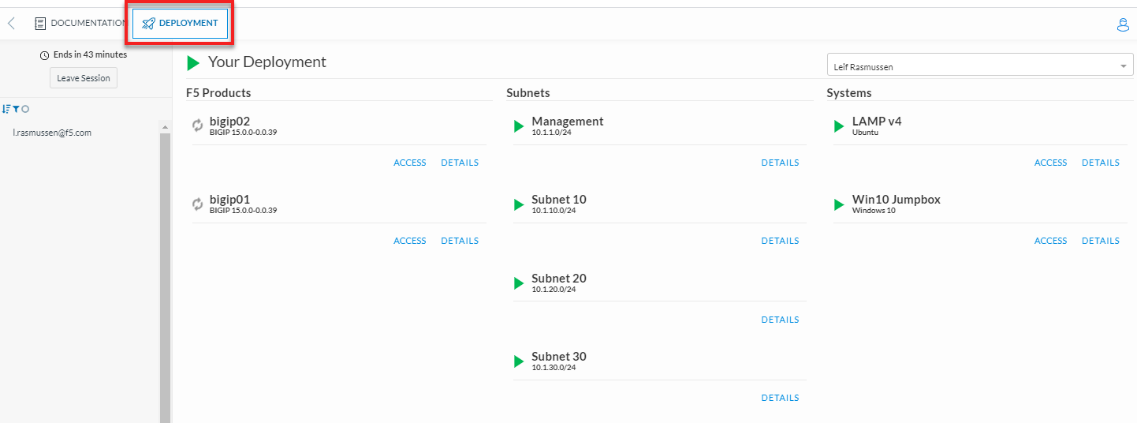 DOCUMENTATION
DEPLOYMENT
Ends in 43 minutes
Leave Session
l.rasmussen@f5.com
Your Deployment
Leif Rasmussen
F5 Products
bigip02
BIGIP 15.0.0-0.0.39
ACCESS DETAILS
bigip01
BIGIP 15.0.0-0.0.39
ACCESS DETAILS
Subnets
Management
10.1.1.0/24
DETAILS
Subnet 10
10.1.10.0/24
DETAILS
Subnet 20
10.1.20.0/24
DETAILS
Subnet 30
10.1.30.0/24
DETAILS
Systems
LAMP v4
Ubuntu
ACCESS DETAILS
Win10 Jumpbox
Windows 10
ACCESS DETAILS